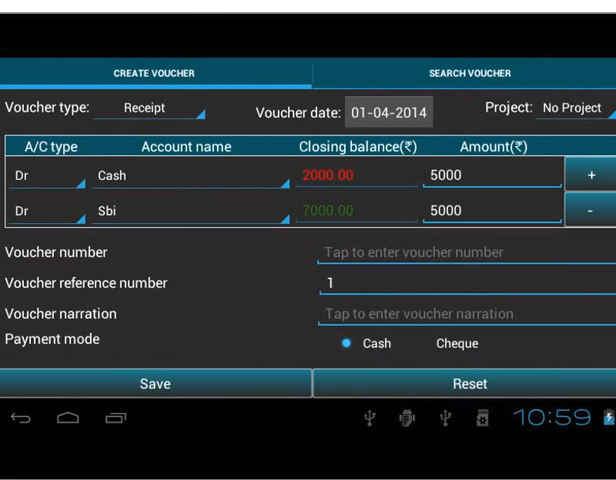 CREATE VOUCHER SEARCH VOUCHER
Voucher type: Receipt Voucher date: 01-04-2014 Project: No Project
A/C type Account name Closing balance(₹) Amount(₹)
Dr Cash 2000.00 5000 +
Dr Sbi 7000.00 5000 -
Voucher number Tap to enter voucher number
Voucher reference number 1
Voucher narration Tap to enter voucher narration
Payment mode Cash Cheque
Save Reset
10:59